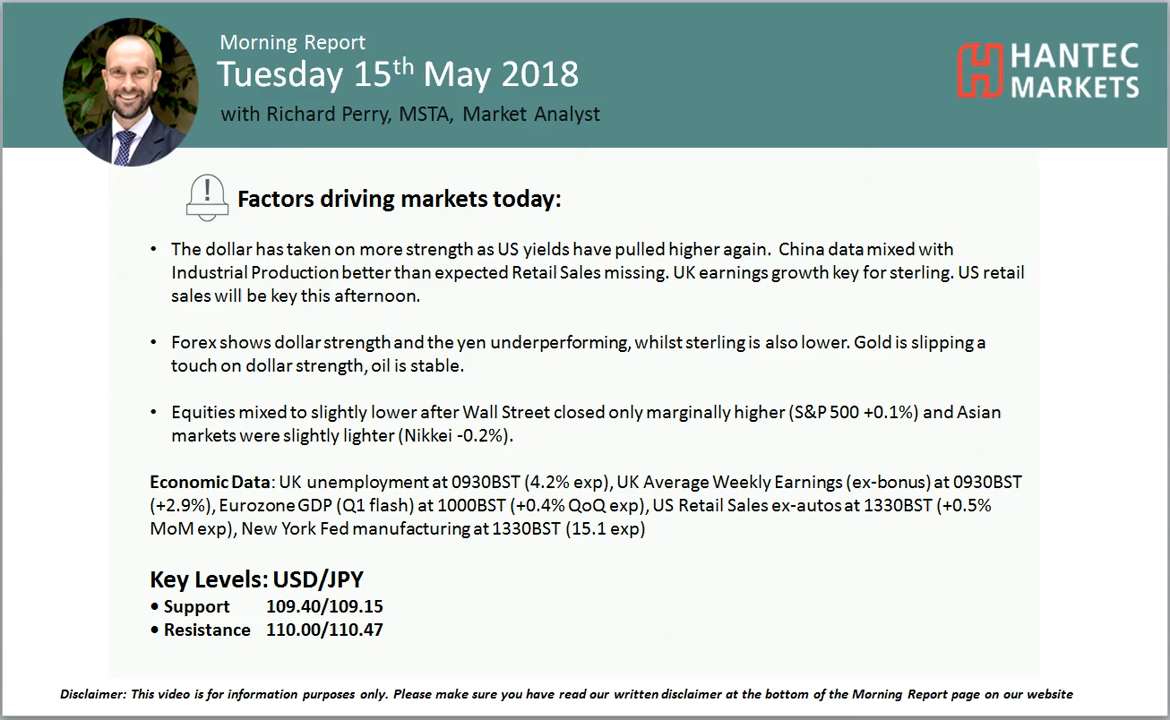 Morning Report
Tuesday 15th May 2018
with Richard Perry, MSTA, Market Analyst
HANTEC
MARKETS
!
Factors driving markets today:
• The dollar has taken on more strength as US yields have pulled higher again. China data mixed with
Industrial Production better than expected Retail Sales missing. UK earnings growth key for sterling. US retail
sales will be key this afternoon.
• Forex shows dollar strength and the yen underperforming, whilst sterling is also lower. Gold is slipping a
touch on dollar strength, oil is stable.
• Equities mixed to slightly lower after Wall Street closed only marginally higher (S&P 500 +0.1%) and Asian
markets were slightly lighter (Nikkei -0.2%).
Economic Data: UK unemployment at 0930BST (4.2% exp), UK Average Weekly Earnings (ex-bonus) at 0930BST
(+2.9%), Eurozone GDP (Q1 flash) at 1000BST (+0.4% QoQ exp), US Retail Sales ex-autos at 1330BST (+0.5%
MoM exp), New York Fed manufacturing at 1330BST (15.1 exp)
Key Levels: USD/JPY
• Support 109.40/109.15
• Resistance 110.00/110.47
Disclaimer: This video is for information purposes only. Please make sure you have read our written disclaimer at the bottom of the Morning Report page on our website